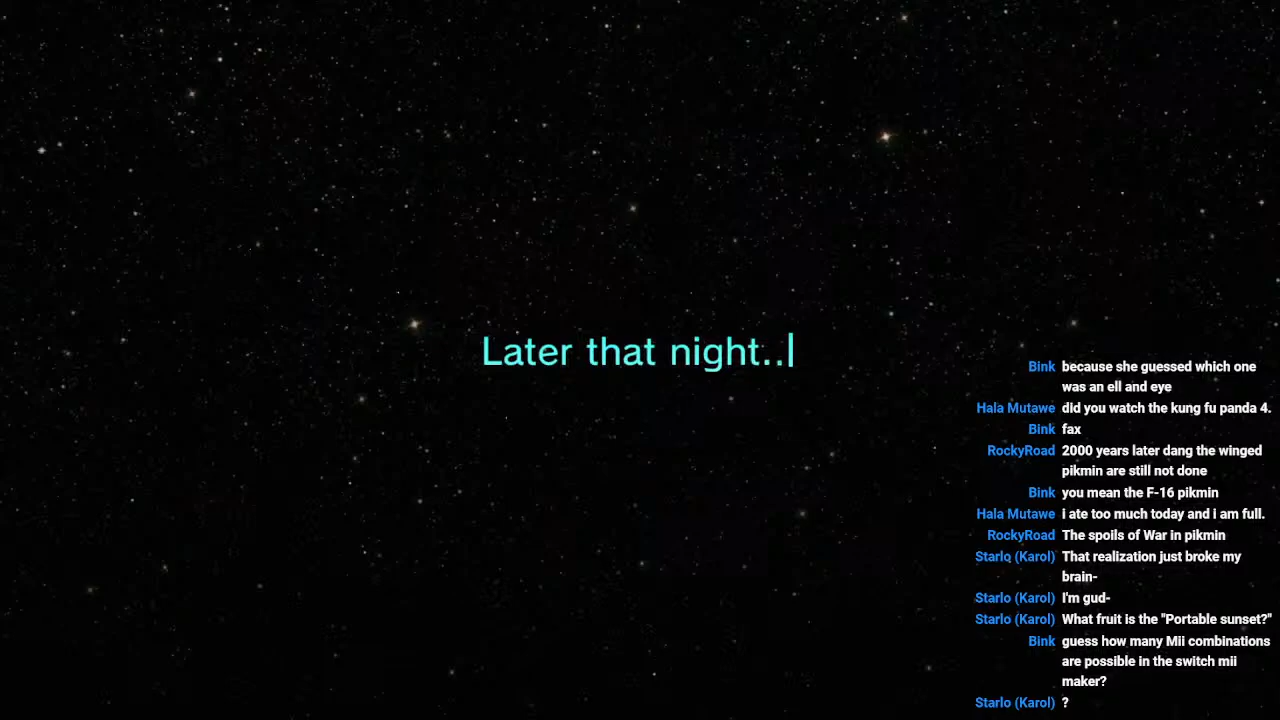 Later that night..
Bink because she guessed which one
was an ell and eye
Hala Mutawe did you watch the kung fu panda 4.
Bink fax
RockyRoad 2000 years later dang the winged
pikmin are still not done
Bink you mean the F-16 pikmin
Hala Mutawe i ate too much today and i am full.
RockyRoad The spoils of War in pikmin
Starlo (Karol) That realization just broke my
brain-
Starlo (Karol) I'm gud-
Starlo (Karol) What fruit is the "Portable sunset?"
Bink guess how many Mii combinations
are possible in the switch mii
maker?
Starlo (Karol) ?